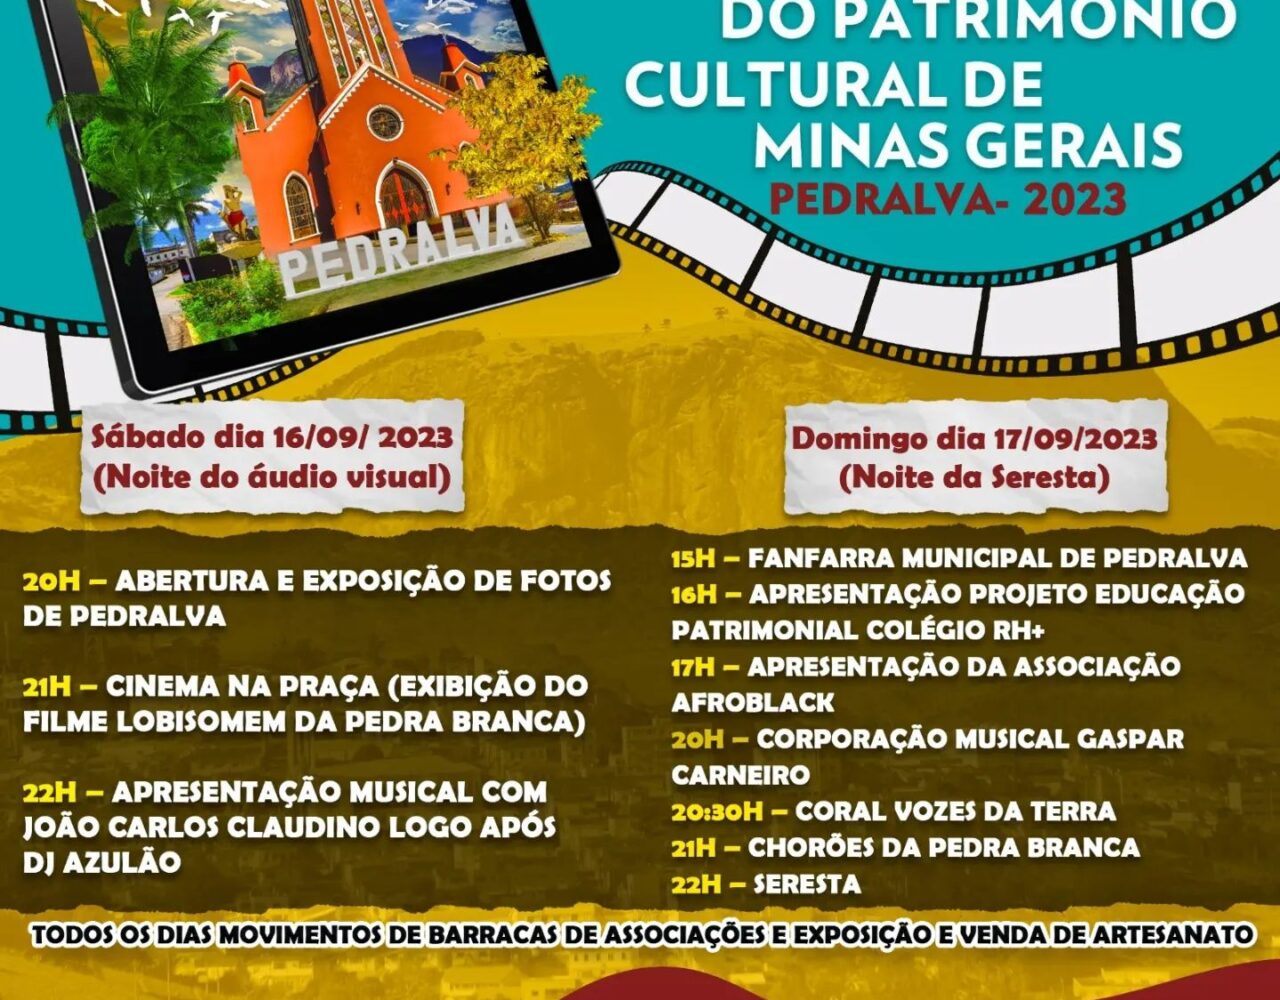 DO PATRIMÔNIO
CULTURAL DE
MINAS GERAIS
PEDRALVA- 2023
PEDRALVA
Sábado dia 16/09/ 2023
(Noite do áudio visual)
20H – ABERTURA E EXPOSIÇÃO DE FOTOS
DE PEDRALVA
21H – CINEMA NA PRAÇA (EXIBIÇÃO DO
FILME LOBISOMEM DA PEDRA BRANCA)
22H – APRESENTAÇÃO MUSICAL COM
JOÃO CARLOS CLAUDINO LOGO APÓS
DJ AZULÃO
Domingo dia 17/09/2023
(Noite da Seresta)
15H – FANFARRA MUNICIPAL DE PEDRALVA
16H – APRESENTAÇÃO PROJETO EDUCAÇÃO
PATRIMONIAL COLÉGIO RH+
17H – APRESENTAÇÃO DA ASSOCIAÇÃO
AFROBLACK
20H – CORPORAÇÃO MUSICAL GASPAR
CARNEIRO
20:30H – CORAL VOZES DA TERRA
21H – CHORÕES DA PEDRA BRANCA
22H – SERESTA
TODOS OS DIAS MOVIMENTOS DE BARRACAS DE ASSOCIAÇÕES E EXPOSIÇÃO E VENDA DE ARTESANATO